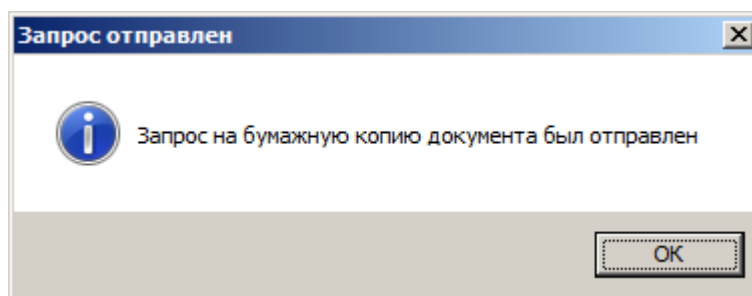 Запрос отправлен
Запрос на бумажную копию документа был отправлен
OK